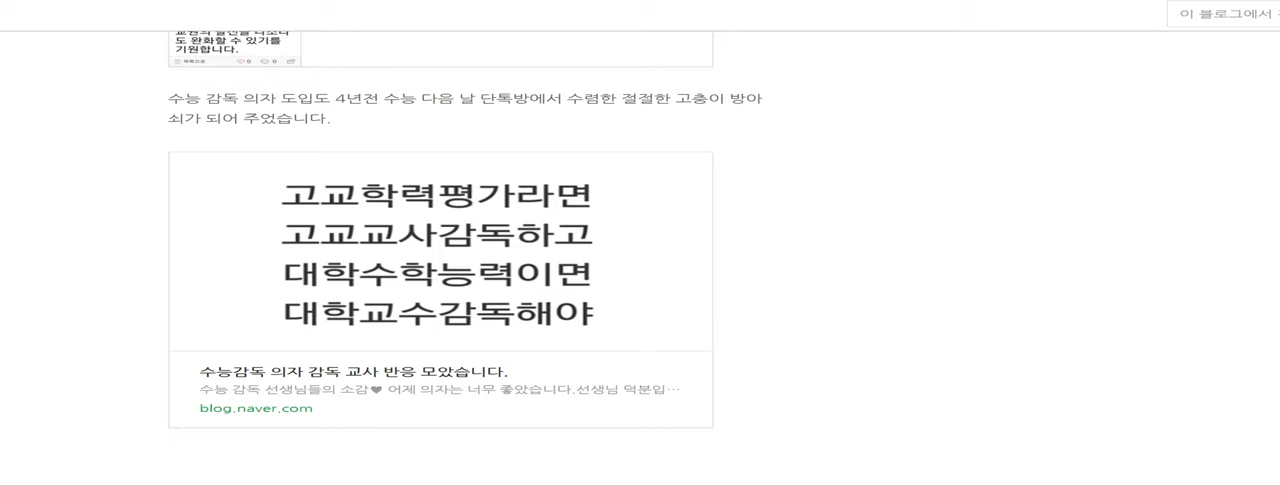 이 블로그에서
도 완화할 수 있기를
기원합니다.
목록으로 0 0
수능 감독 의자 도입도 4년전 수능 다음 날 단톡방에서 수렴한 절절한 고충이 방아
쇠가 되어 주었습니다.
고교학력평가라면
고교교사감독하고
대학수학능력이면
대학교수감독해야
수능감독 의자 감독 교사 반응 모았습니다.
수능 감독 선생님들의 소감❤ 어제 의자는 너무 좋았습니다.선생님 덕분입…
blog.naver.com